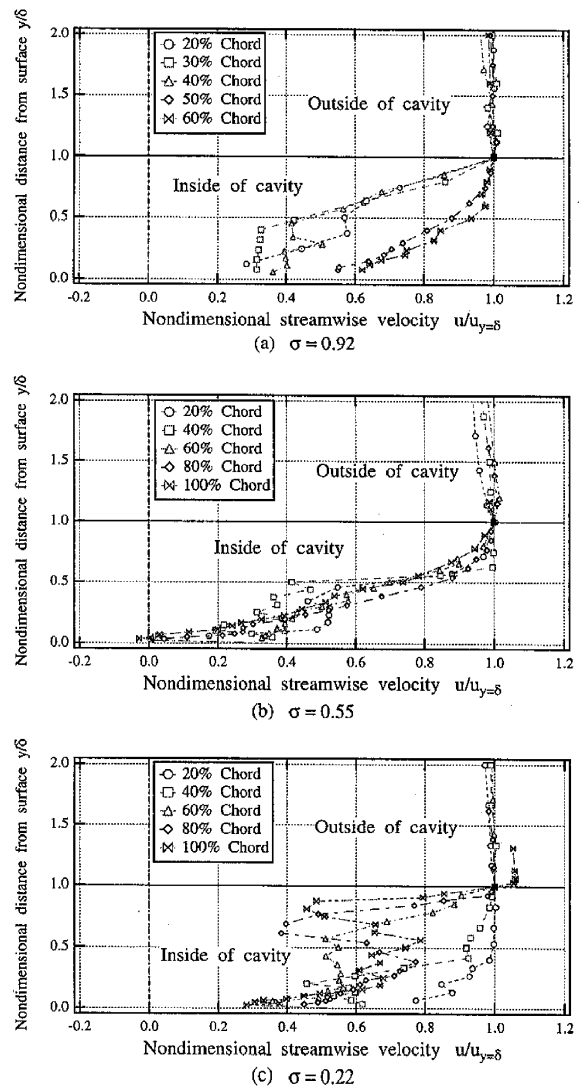 Nondimensional distance from surface y/δ
2.0
1.5
1.0
0.5
0.0
20% Chord
30% Chord
40% Chord
50% Chord
60% Chord
Outside of cavity
Inside of cavity
-0.2 0.0 0.2 0.4 0.6 0.8 1.0 1.2
Nondimensional streamwise velocity u/u_y=δ
(a) σ=0.92
Nondimensional distance from surface y/δ
2.0
1.5
1.0
0.5
0.0
20% Chord
40% Chord
60% Chord
80% Chord
100% Chord
Outside of cavity
Inside of cavity
-0.2 0.0 0.2 0.4 0.6 0.8 1.0 1.2
Nondimensional streamwise velocity u/u_y=δ
(b) σ=0.55
Nondimensional distance from surface y/δ
2.0
1.5
1.0
0.5
0.0
20% Chord
40% Chord
60% Chord
80% Chord
100% Chord
Outside of cavity
Inside of cavity
-0.2 0.0 0.2 0.4 0.6 0.8 1.0 1.2
Nondimensional streamwise velocity u/u_y=δ
(c) σ=0.22